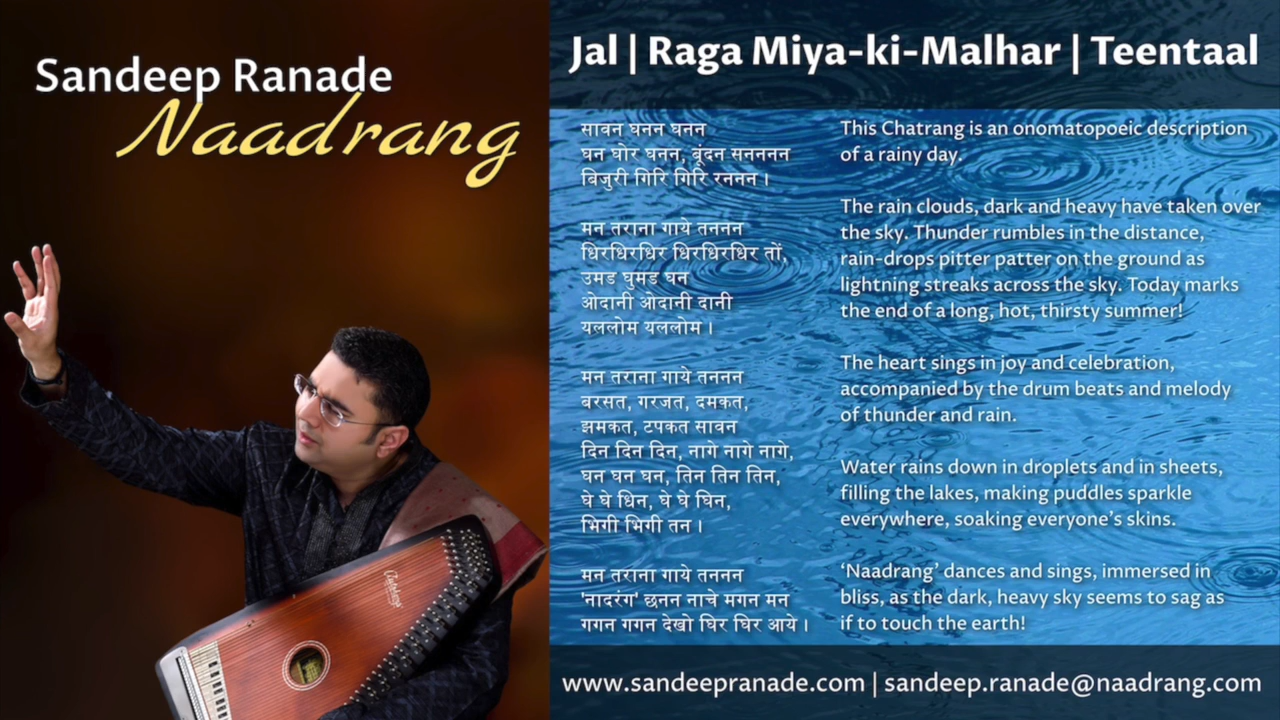 Sandeep Ranade
Naadrang
Jal | Raga Miya-ki-Malhar | Teentaal
सावन घनन घनन
घन घोर घनन, बूंदन सनननन
बिजुरी गिरि गिरि रननन ।
मन तराना गाये तननन
धिरधिरधिर धिरधिरधिर तों,
उमड घुमड घन
ओदानी ओदानी दानी
यललोम यललोम ।
मन तराना गाये तननन
बरसत, गरजत, दमकत,
झमकत, टपकत सावन
दिन दिन दिन, नागे नागे नागे,
घन घन घन, तिन तिन तिन,
घे घे धिन, घे घे घिन,
भिगी भिगी तन ।
मन तराना गाये तननन
'नादरंग' छनन नाचे मगन मन
गगन गगन देखो घिर घिर आये ।
This Chatrang is an onomatopoeic description
of a rainy day.
The rain clouds, dark and heavy have taken over
the sky. Thunder rumbles in the distance,
rain-drops pitter patter on the ground as
lightning streaks across the sky. Today marks
the end of a long, hot, thirsty summer!
The heart sings in joy and celebration,
accompanied by the drum beats and melody
of thunder and rain.
Water rains down in droplets and in sheets,
filling the lakes, making puddles sparkle
everywhere, soaking everyone's skins.
‘Naadrang’ dances and sings, immersed in
bliss, as the dark, heavy sky seems to sag as
if to touch the earth!
www.sandeepranade.com | sandeep.ranade@naadrang.com